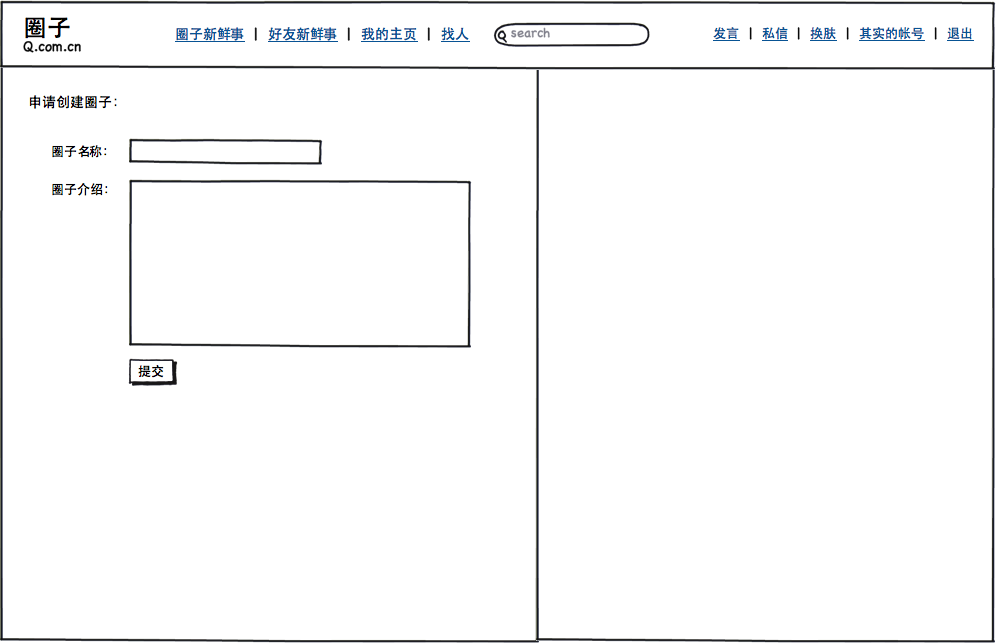 圈子
Q.com.cn
圈子新鲜事 | 好友新鲜事 | 我的主页 | 找人
search
发言 | 私信 | 换肤 | 其实的帐号 | 退出
申请创建圈子：
圈子名称：
圈子介绍：
提交